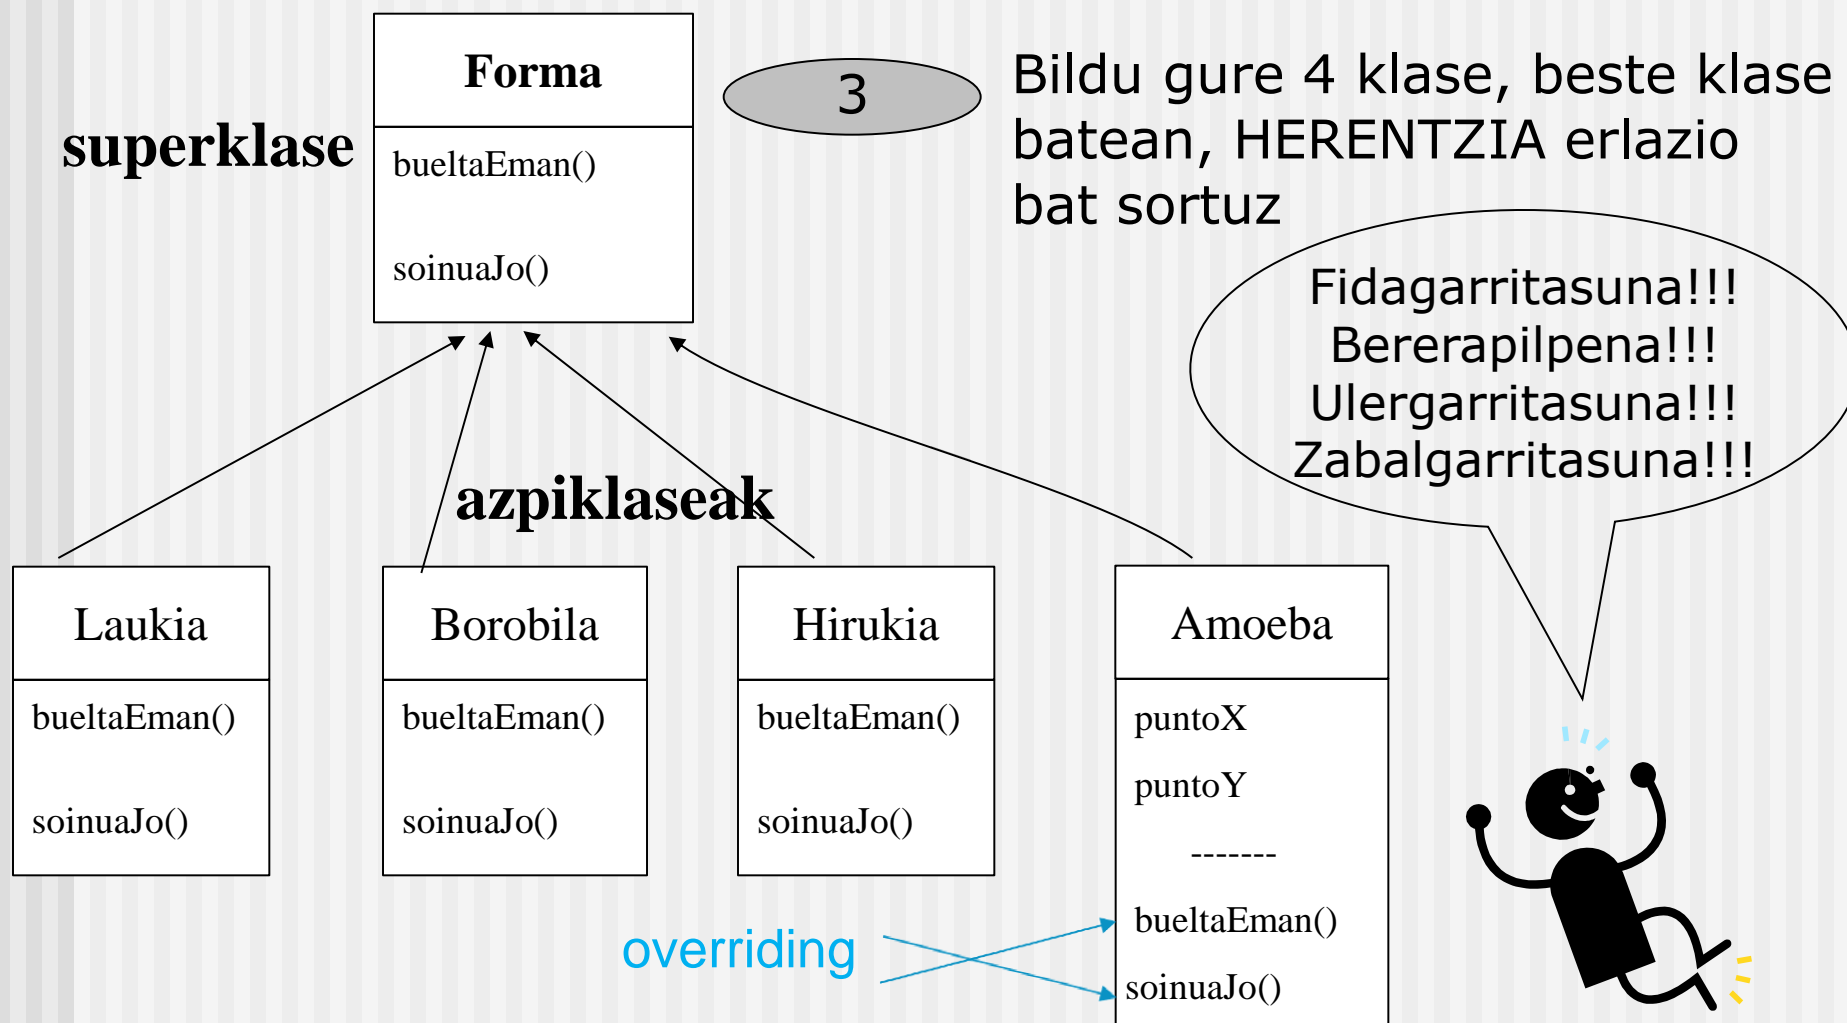 Forma
bueltaEman()
soinuaJo()
superklase
3
Bildu gure 4 klase, beste klase
batean, HERENTZIA erlazio
bat sortuz
Fidagarritasuna!!!
Bererapilpena!!!
Ulergarritasuna!!!
Zabalgarritasuna!!!
azpiklaseak
Laukia
bueltaEman()
soinuaJo()
Borobila
bueltaEman()
soinuaJo()
Hirukia
bueltaEman()
soinuaJo()
Amoeba
puntoX
puntoY
-------
bueltaEman()
soinuaJo()
overriding